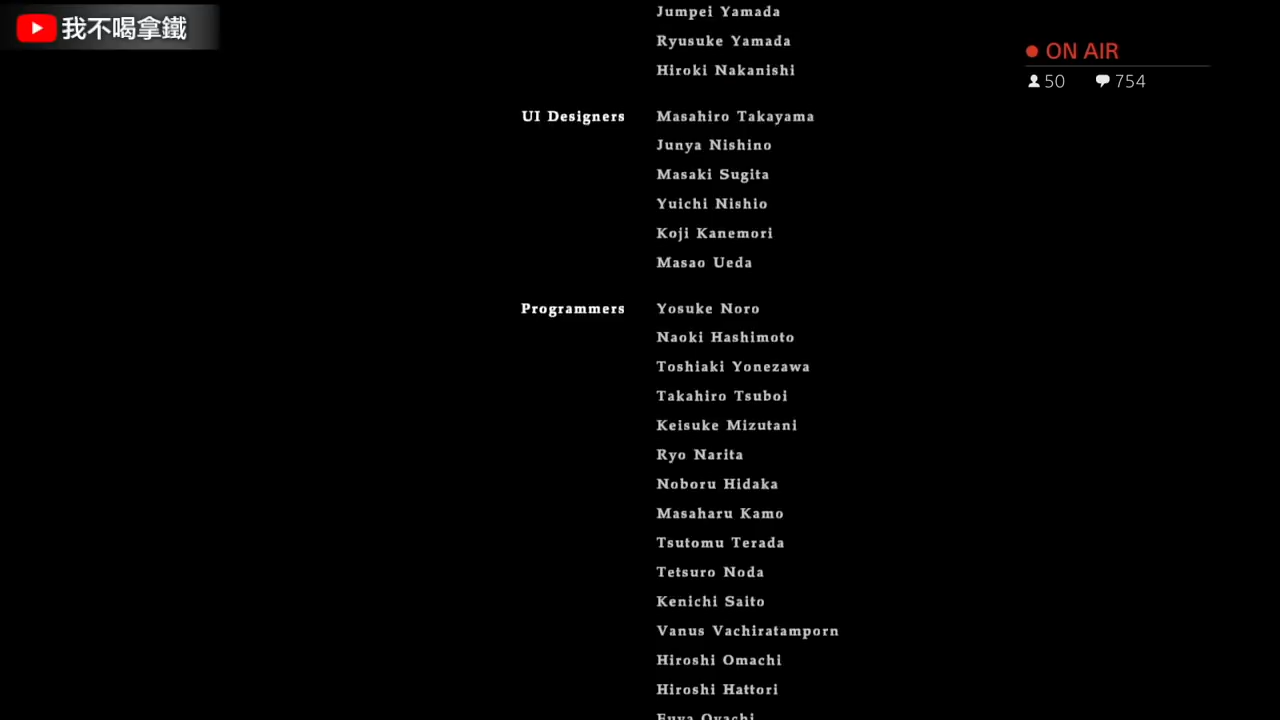 我不喝拿鐵
Jumpei Yamada
Ryusuke Yamada
Hiroki Nakanishi
ON AIR
50 754
UI Designers Masahiro Takayama
Junya Nishino
Masaki Sugita
Yuichi Nishio
Koji Kanemori
Masao Ueda
Programmers Yosuke Noro
Naoki Hashimoto
Toshiaki Yonezawa
Takahiro Tsuboi
Keisuke Mizutani
Ryo Narita
Noboru Hidaka
Masaharu Kamo
Tsutomu Terada
Tetsuro Noda
Kenichi Saito
Vanus Vachiratamporn
Hiroshi Omachi
Hiroshi Hattori